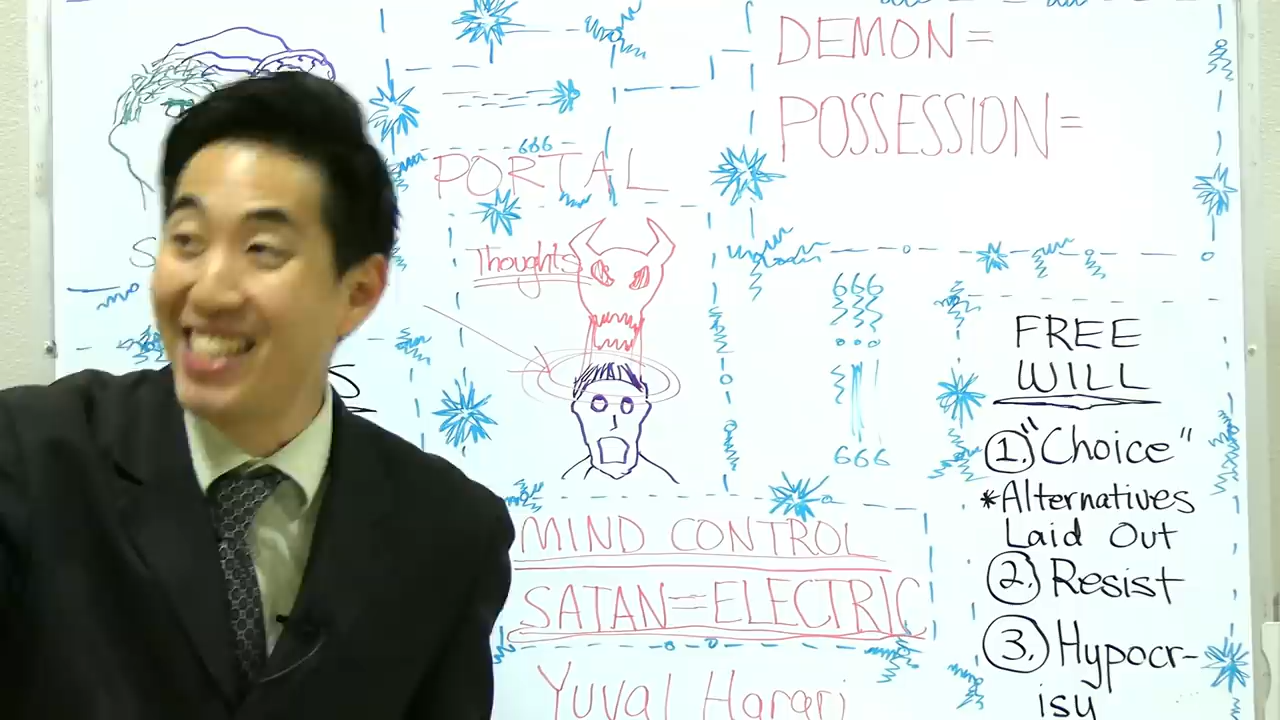 DEMON=
POSSESSION=
666
PORTAL
Thoughts
666
666
MIND CONTROL
SATAN=ELECTRIC
Yuval Harari
FREE
WILL
1. "Choice"
*Alternatives
Laid Out
2. Resist
3. Hypocr-
isy